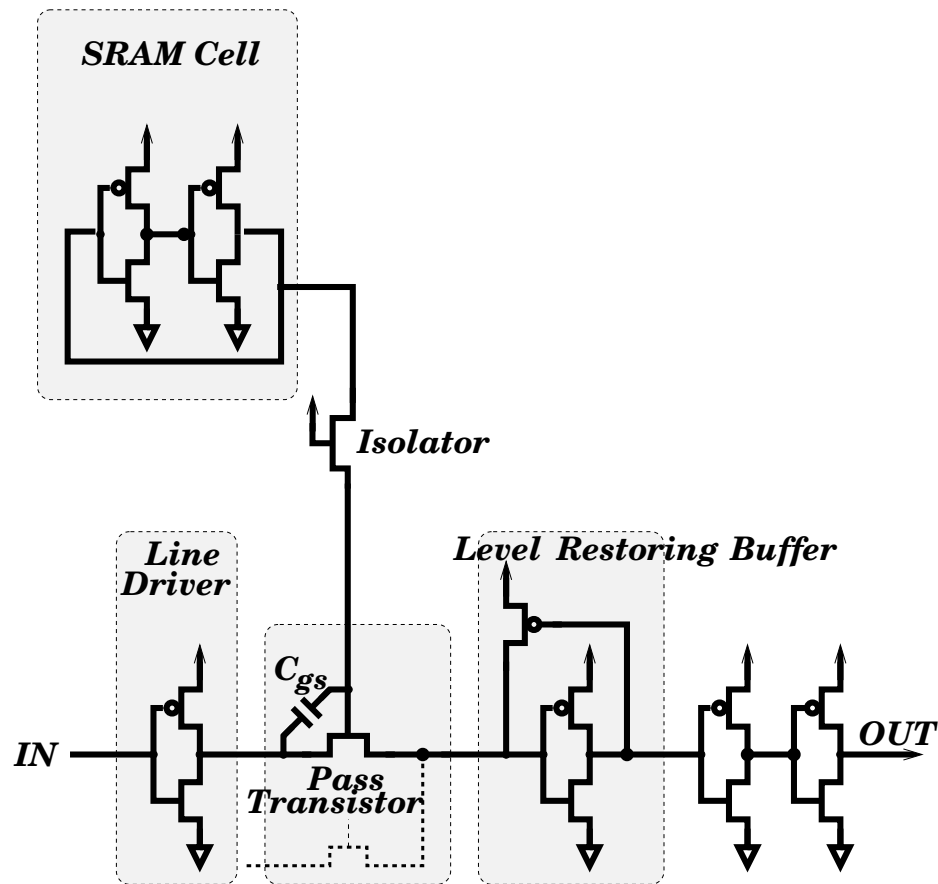 SRAM Cell
Isolator
Line
Driver
Level Restoring Buffer
Cgs
IN
OUT
Pass
Transistor